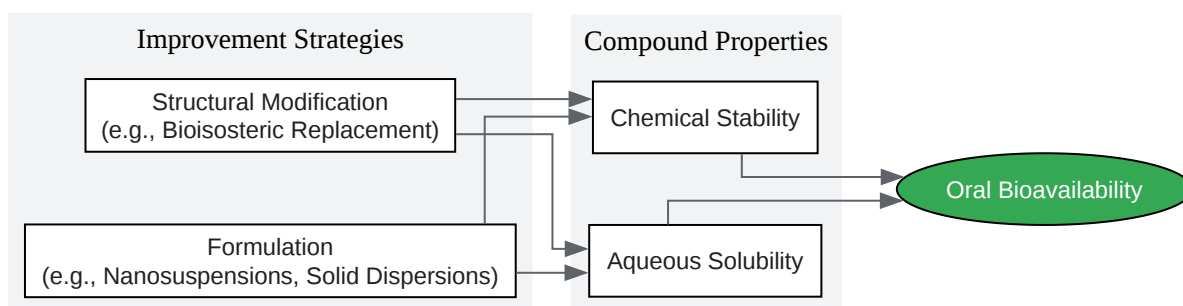 Improvement Strategies
Structural Modification
(e.g., Bioisosteric Replacement)
Formulation
(e.g., Nanosuspensions, Solid Dispersions)
Compound Properties
Chemical Stability
Aqueous Solubility
Oral Bioavailability